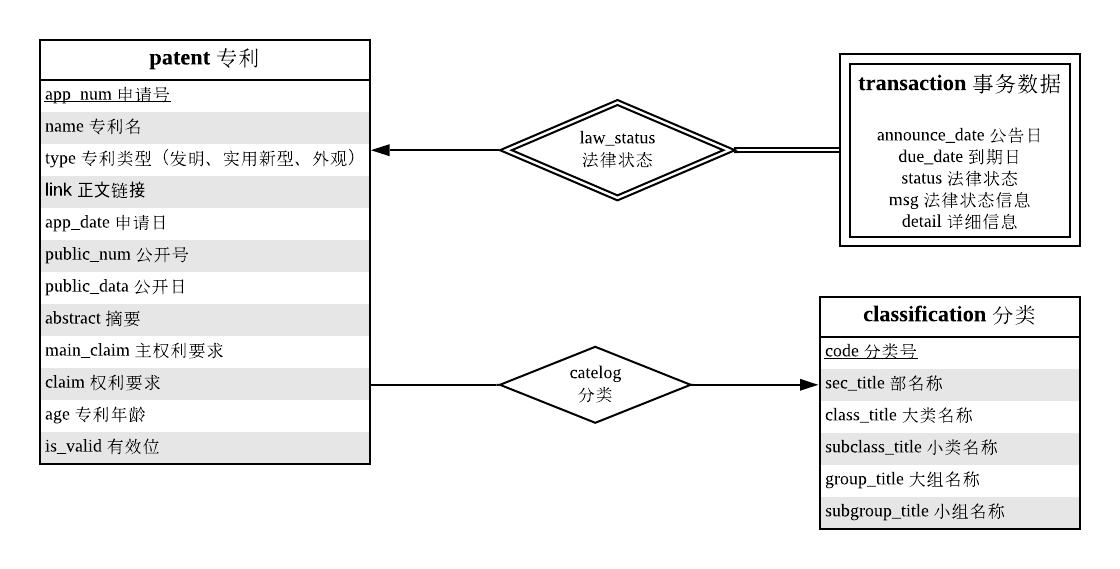 patent 专利
app_num 申请号
name 专利名
type 专利类型（发明、实用新型、外观）
link 正文链接
app_date 申请日
public_num 公开号
public_data 公开日
abstract 摘要
main_claim 主权利要求
claim 权利要求
age 专利年龄
is_valid 有效位
law_status
法律状态
transaction 事务数据
announce_date 公告日
due_date 到期日
status 法律状态
msg 法律状态信息
detail 详细信息
catelog
分类
classification 分类
code 分类号
sec_title 部名称
class_title 大类名称
subclass_title 小类名称
group_title 大组名称
subgroup_title 小组名称